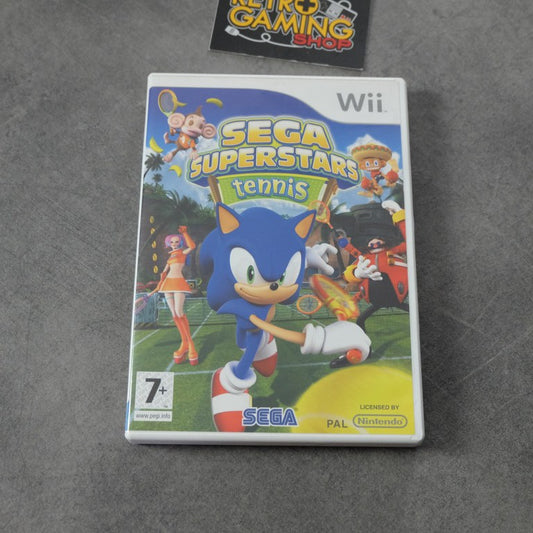 RETRO
GAMING
SHOP
Wii
SEGA
SUPERSTARS
tennis
7+
www.pegi.info
SEGA
PAL
LICENSED BY
Nintendo